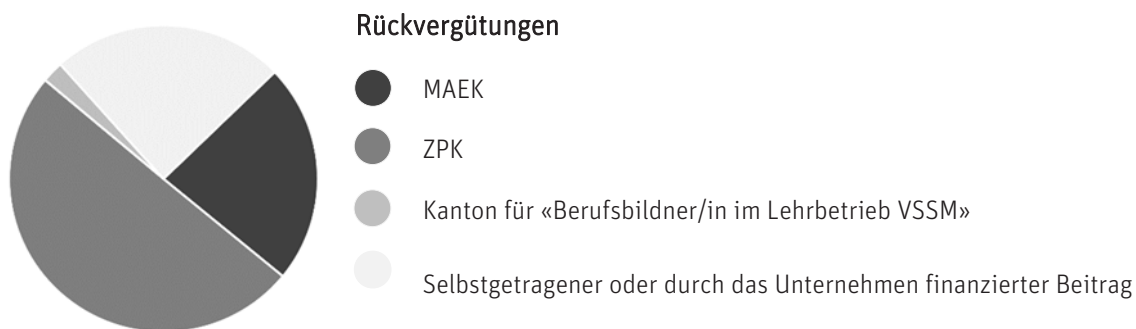 Rückvergütungen
MAEK
ZPK
Kanton für «Berufsbildner/in im Lehrbetrieb VSSM»
Selbstgetragener oder durch das Unternehmen finanzierter Beitrag